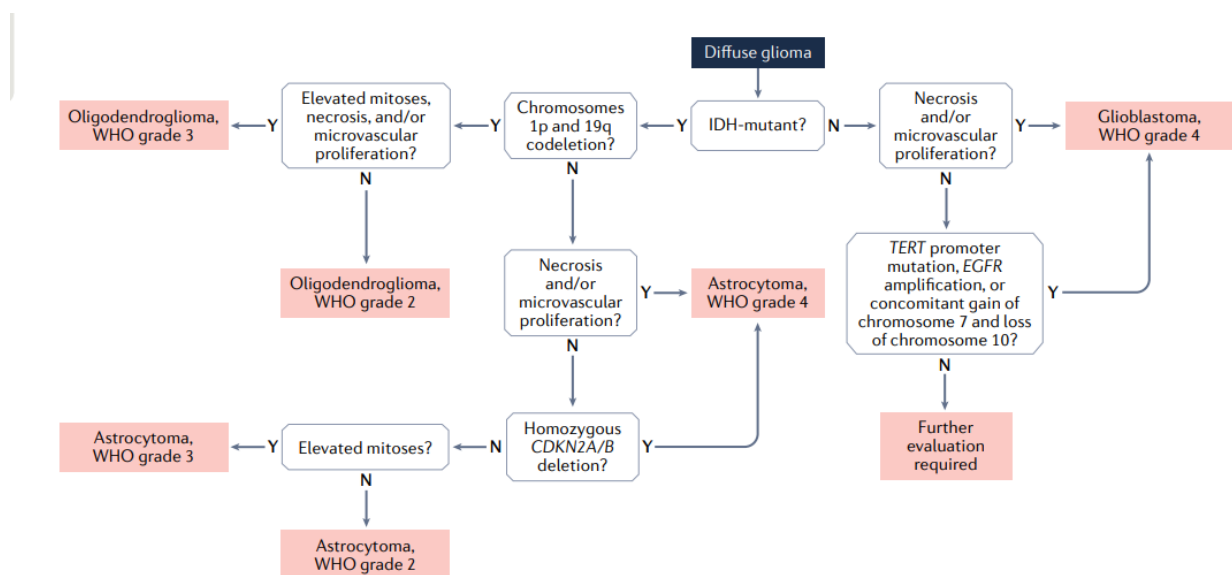 Diffuse glioma
IDH-mutant?
Y
N
Chromosomes
1p and 19q
codeletion?
Y
N
Elevated mitoses,
necrosis, and/or
microvascular
proliferation?
Y
N
Oligodendroglioma,
WHO grade 3
Oligodendroglioma,
WHO grade 2
Necrosis
and/or
microvascular
proliferation?
Y
N
Astrocytoma,
WHO grade 4
Homozygous
CDKN2A/B
deletion?
Y
N
Elevated mitoses?
Y
N
Astrocytoma,
WHO grade 3
Astrocytoma,
WHO grade 2
Necrosis
and/or
microvascular
proliferation?
Y
N
Glioblastoma,
WHO grade 4
TERT promoter
mutation, EGFR
amplification, or
concomitant gain of
chromosome 7 and loss
of chromosome 10?
Y
N
Further
evaluation
required